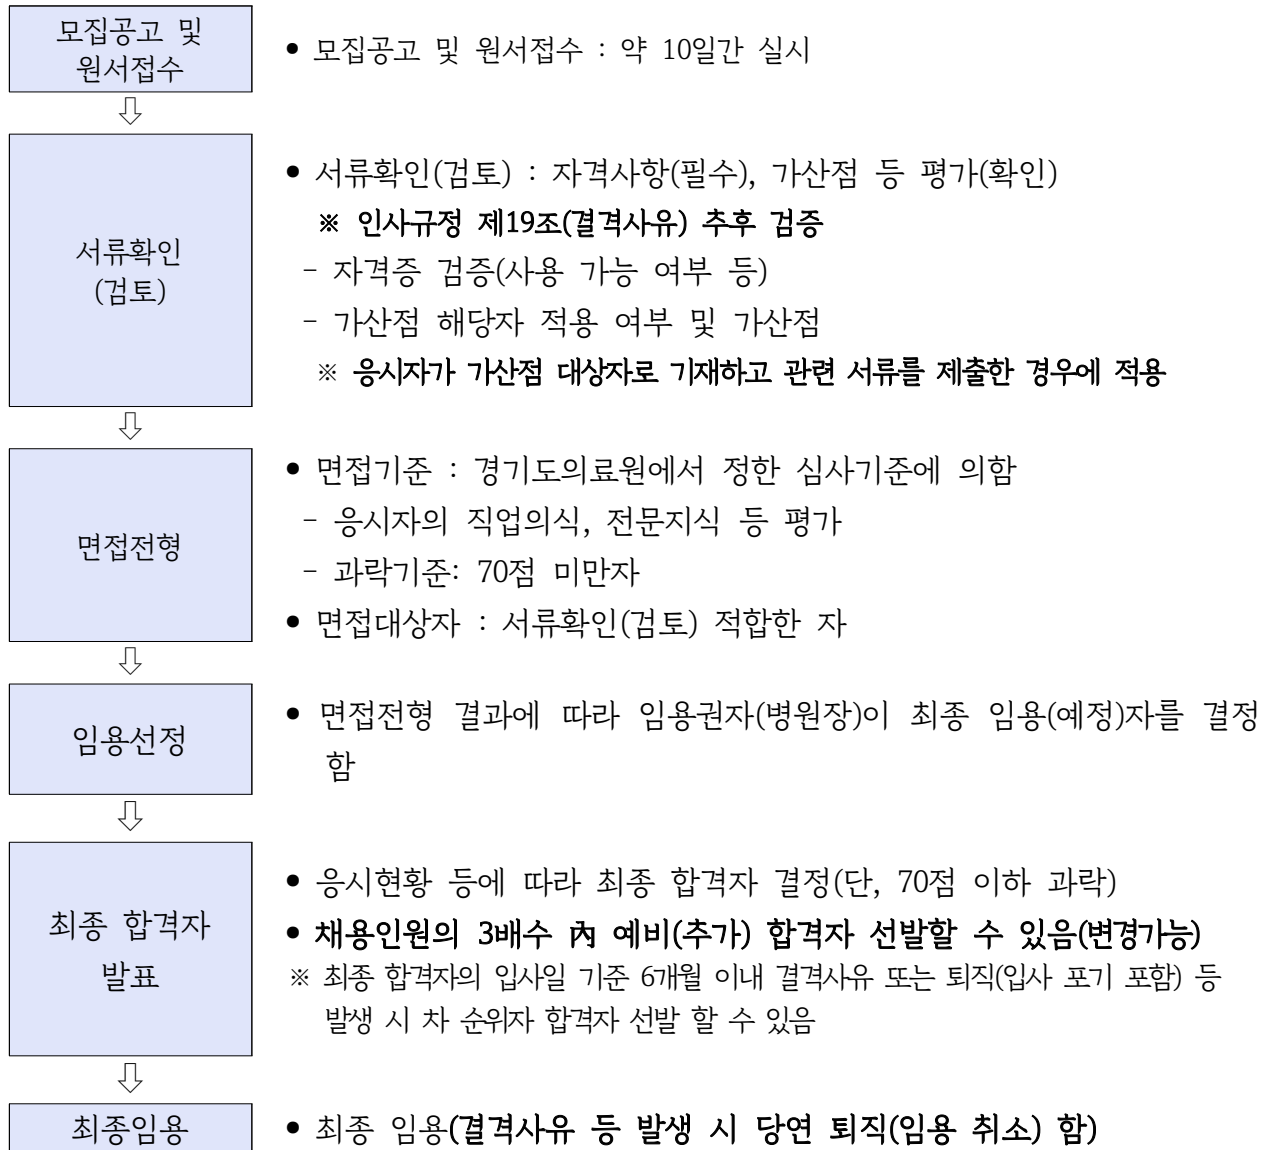 모집공고 및
원서접수
• 모집공고 및 원서접수 : 약 10일간 실시
⇩
서류확인
(검토)
• 서류확인(검토) : 자격사항(필수), 가산점 등 평가(확인)
※ 인사규정 제19조(결격사유) 추후 검증
- 자격증 검증(사용 가능 여부 등)
- 가산점 해당자 적용 여부 및 가산점
※ 응시자가 가산점 대상자로 기재하고 관련 서류를 제출한 경우에 적용
⇩
면접전형
• 면접기준 : 경기도의료원에서 정한 심사기준에 의함
- 응시자의 직업의식, 전문지식 등 평가
- 과락기준: 70점 미만자
• 면접대상자 : 서류확인(검토) 적합한 자
⇩
임용선정
• 면접전형 결과에 따라 임용권자(병원장)이 최종 임용(예정)자를 결정
함
⇩
최종 합격자
발표
• 응시현황 등에 따라 최종 합격자 결정(단, 70점 이하 과락)
• 채용인원의 3배수 內 예비(추가) 합격자 선발할 수 있음(변경가능)
※ 최종 합격자의 입사일 기준 6개월 이내 결격사유 또는 퇴직(입사 포기 포함) 등
발생 시 차 순위자 합격자 선발 할 수 있음
⇩
최종임용
• 최종 임용(결격사유 등 발생 시 당연 퇴직(임용 취소) 함)